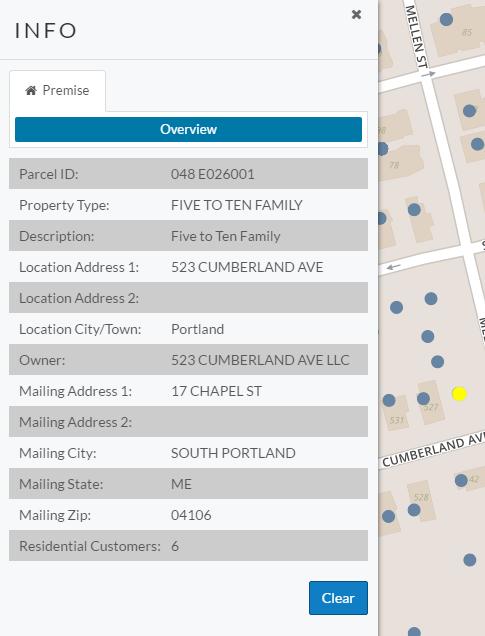 INFO
Premise
Overview
Parcel ID: 048 E026001
Property Type: FIVE TO TEN FAMILY
Description: Five to Ten Family
Location Address 1: 523 CUMBERLAND AVE
Location Address 2:
Location City/Town: Portland
Owner: 523 CUMBERLAND AVE LLC
Mailing Address 1: 17 CHAPEL ST
Mailing Address 2:
Mailing City: SOUTH PORTLAND
Mailing State: ME
Mailing Zip: 04106
Residential Customers: 6
Clear
MELLEN ST
85
78
531
527
CUMBERLAND AV
42
528